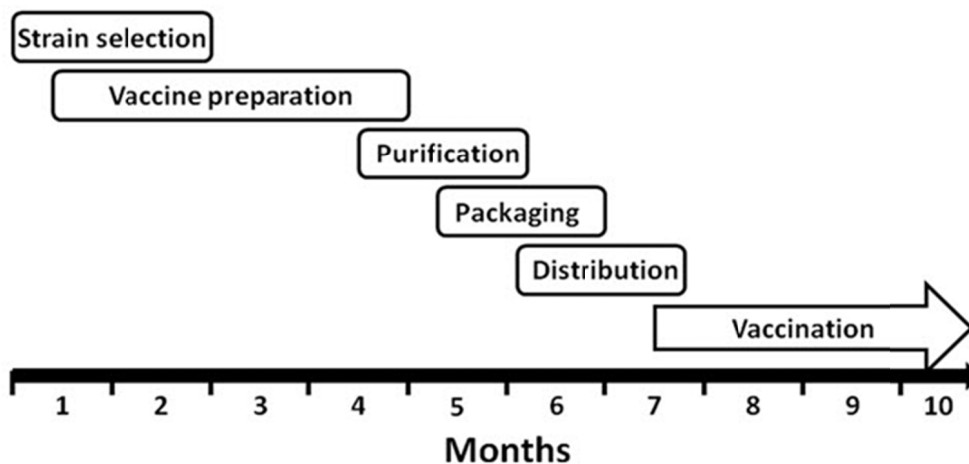 Strain selection
Vaccine preparation
Purification
Packaging
Distribution
Vaccination
1 2 3 4 5 6 7 8 9 10
Months